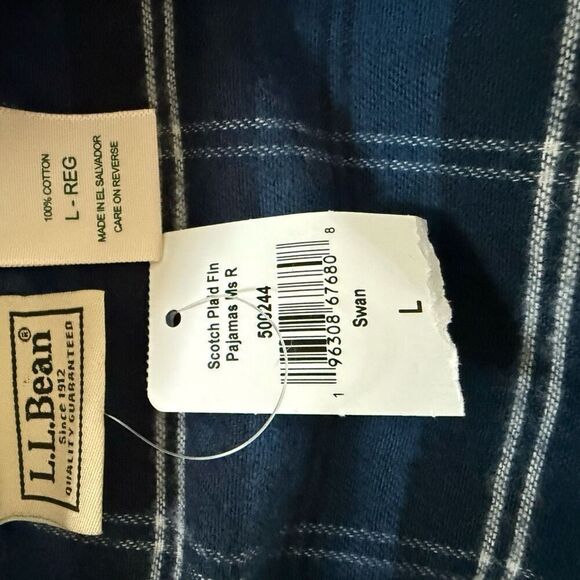 100% COTTON
L - REG
MADE IN EL SALVADOR
CARE ON REVERSE
L.L.Bean®
Since 1912
QUALITY GUARANTEED
Scotch Plaid Fln
Pajamas Ms R
509244
1 96308 67680 8
Swan
L